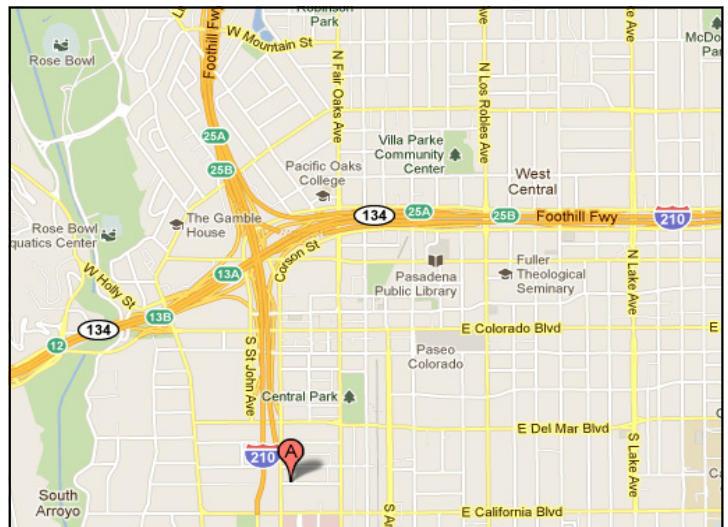 Robinson
Park
W Mountain St
Foothill Fwy
N Fair Oaks Ave
N Los Robles Ave
N Lake Ave
Rose Bowl
25A
Villa Parke
Community
Center
25B
Pacific Oaks
College
West
Central
134
25A
25B
Foothill Fwy
210
The Gamble
House
Rose Bowl
quatics Center
Corson St
13A
Pasadena
Public Library
Fuller
Theological
Seminary
N Lake Ave
W Holly St
13B
134
12
E Colorado Blvd
E
S St John Ave
Paseo
Colorado
Central Park
E Del Mar Blvd
210
A
S Lake Ave
South
Arroyo
E California Blvd